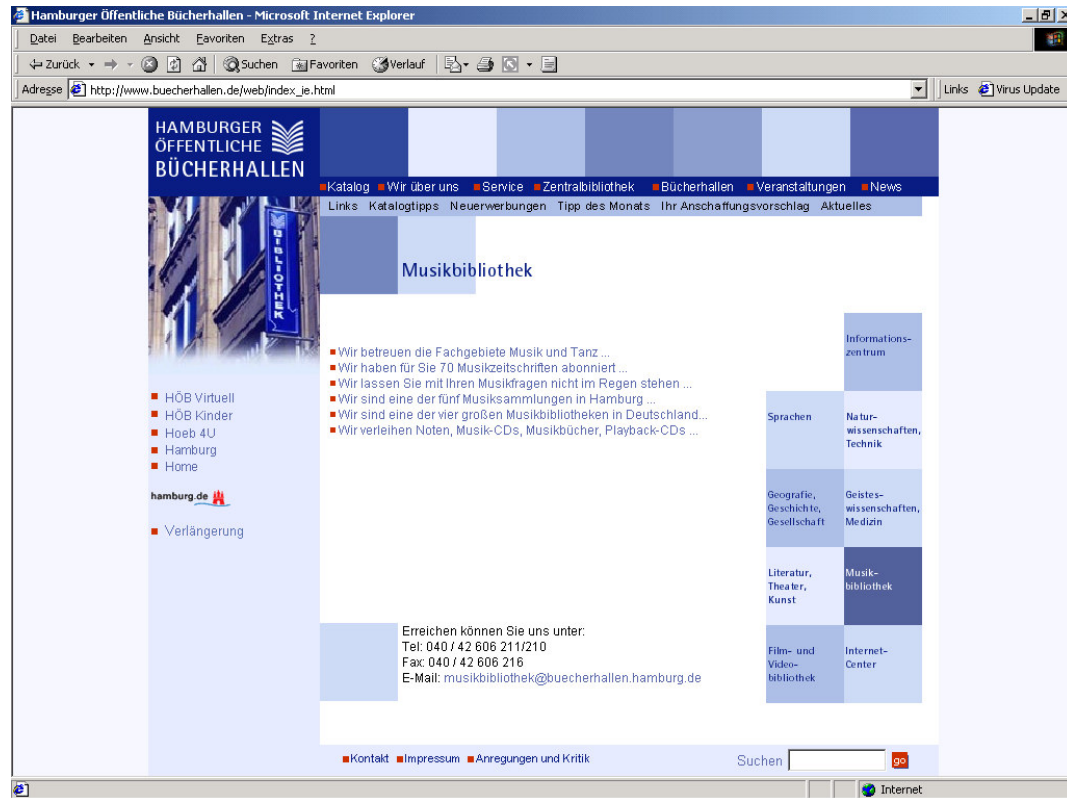 Hamburger Öffentliche Bücherhallen - Microsoft Internet Explorer
Datei Bearbeiten Ansicht Favoriten Extras ?
Zurück Suchen Favoriten Verlauf
Adresse http://www.buecherhallen.de/web/index_ie.html Links Virus Update
HAMBURGER
ÖFFENTLICHE
BÜCHERHALLEN
Katalog Wir über uns Service Zentralbibliothek Bücherhallen Veranstaltungen News
Links Katalogtipps Neuerwerbungen Tipp des Monats Ihr Anschaffungsvorschlag Aktuelles
BIBLIOTHEK
Musikbibliothek
Wir betreuen die Fachgebiete Musik und Tanz ...
Wir haben für Sie 70 Musikzeitschriften abonniert ...
Wir lassen Sie mit Ihren Musikfragen nicht im Regen stehen ...
Wir sind eine der fünf Musiksammlungen in Hamburg ...
Wir sind eine der vier großen Musikbibliotheken in Deutschland...
Wir verleihen Noten, Musik-CDs, Musikbücher, Playback-CDs ...
HÖB Virtuell
HÖB Kinder
Hoeb 4U
Hamburg
Home
hamburg.de
Verlängerung
Informations-
zentrum
Sprachen
Natur-
wissenschaften,
Technik
Geografie,
Geschichte,
Gesellschaft
Geistes-
wissenschaften,
Medizin
Literatur,
Theater,
Kunst
Musik-
bibliothek
Film- und
Video-
bibliothek
Internet-
Center
Erreichen können Sie uns unter:
Tel: 040 / 42 606 211/210
Fax: 040 / 42 606 216
E-Mail: musikbibliothek@buecherhallen.hamburg.de
Kontakt Impressum Anregungen und Kritik
Suchen go
Internet